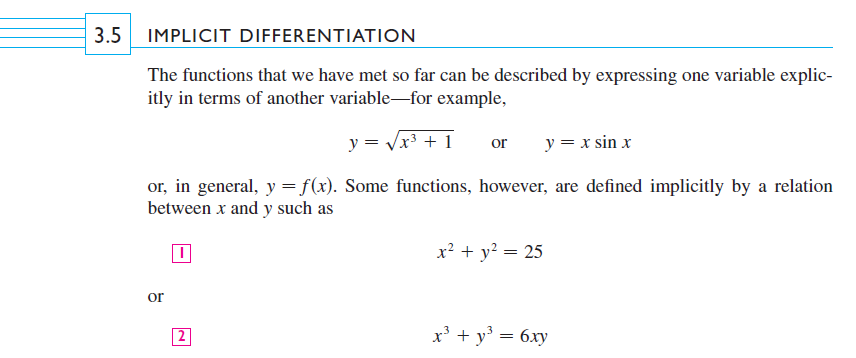 3.5 IMPLICIT DIFFERENTIATION
The functions that we have met so far can be described by expressing one variable explic-
itly in terms of another variable—for example,
y = √(x³ + 1) or y = x sin x
or, in general, y = f(x). Some functions, however, are defined implicitly by a relation
between x and y such as
1 x² + y² = 25
or
2 x³ + y³ = 6xy